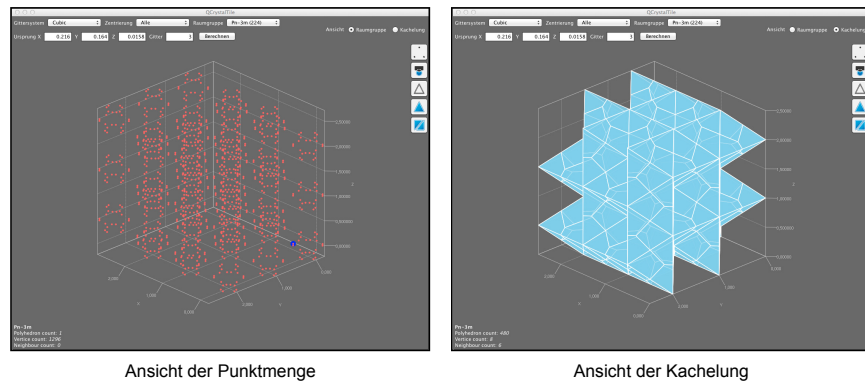 QCrystalTile
Gittersystem Cubic Zentrierung Alle Raumgruppe Pn-3m (224)
Ansicht Raumgruppe Kachelung
Ursprung X 0.216 Y 0.164 Z 0.0158 Gitter 3 Berechnen
Z
X
Y
Pn-3m
Polyhedron count: 1
Vertice count: 1296
Neighbour count: 0
Ansicht der Punktmenge
QCrystalTile
Gittersystem Cubic Zentrierung Alle Raumgruppe Pn-3m (224)
Ansicht Raumgruppe Kachelung
Ursprung X 0.216 Y 0.164 Z 0.0158 Gitter 3 Berechnen
Z
X
Pn-3m
Polyhedron count: 480
Vertice count: 8
Neighbour count: 6
Ansicht der Kachelung